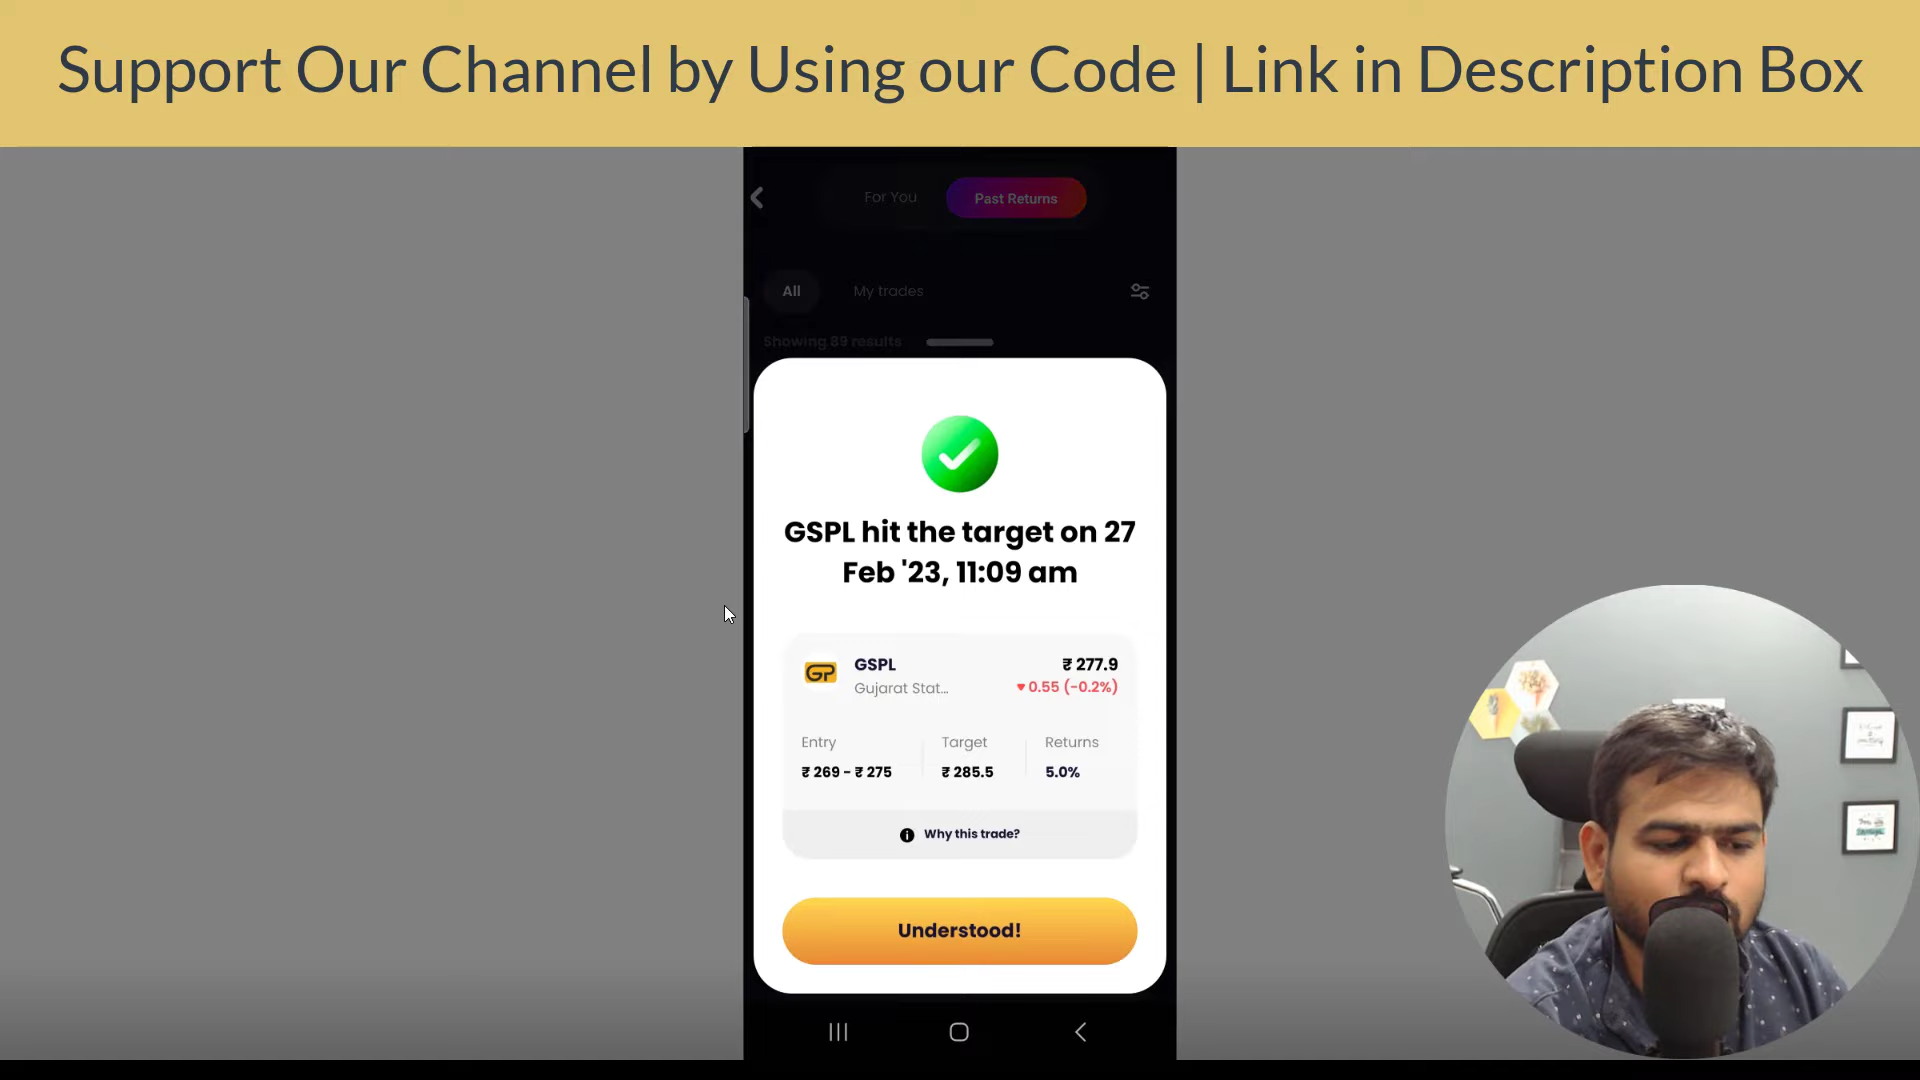 Support Our Channel by Using our Code | Link in Description Box
For You
Past Returns
All
My trades
Showing 89 results
GSPL hit the target on 27
Feb '23, 11:09 am
GP
GSPL
₹ 277.9
Gujarat Stat...
▼ 0.55 (-0.2%)
Entry
Target
Returns
₹ 269 - ₹ 275
₹ 285.5
5.0%
Why this trade?
Understood!